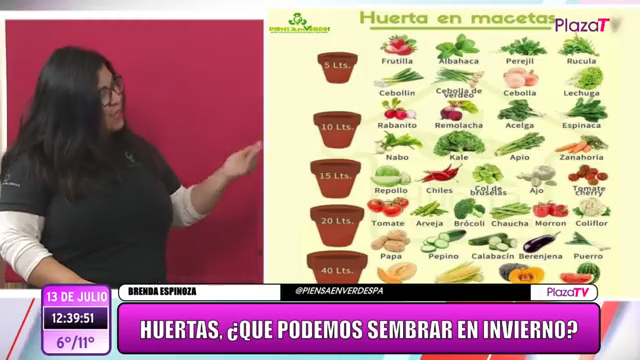 PIENSAenVERDE!
Huerta en macetas
PlazaTV
5 Lts.
Frutilla Albahaca Perejil Rucula
Cebollin Cebolla de verdeo Cebolla Lechuga
10 Lts.
Rabanito Remolacha Acelga Espinaca
Nabo Kale Apio Zanahoria
15 Lts.
Repollo Chiles Col de bruselas Ajo Tomate cherry
20 Lts.
Tomate Arveja Brócoli Chaucha Morron Coliflor
Papa Pepino Calabacín Berenjena Puerro
40 Lts.
13 DE JULIO
BRENDA ESPINOZA
@PIENSAENVERDESPA
PlazaTV
12:39:51
6°/11°
HUERTAS, ¿QUE PODEMOS SEMBRAR EN INVIERNO?